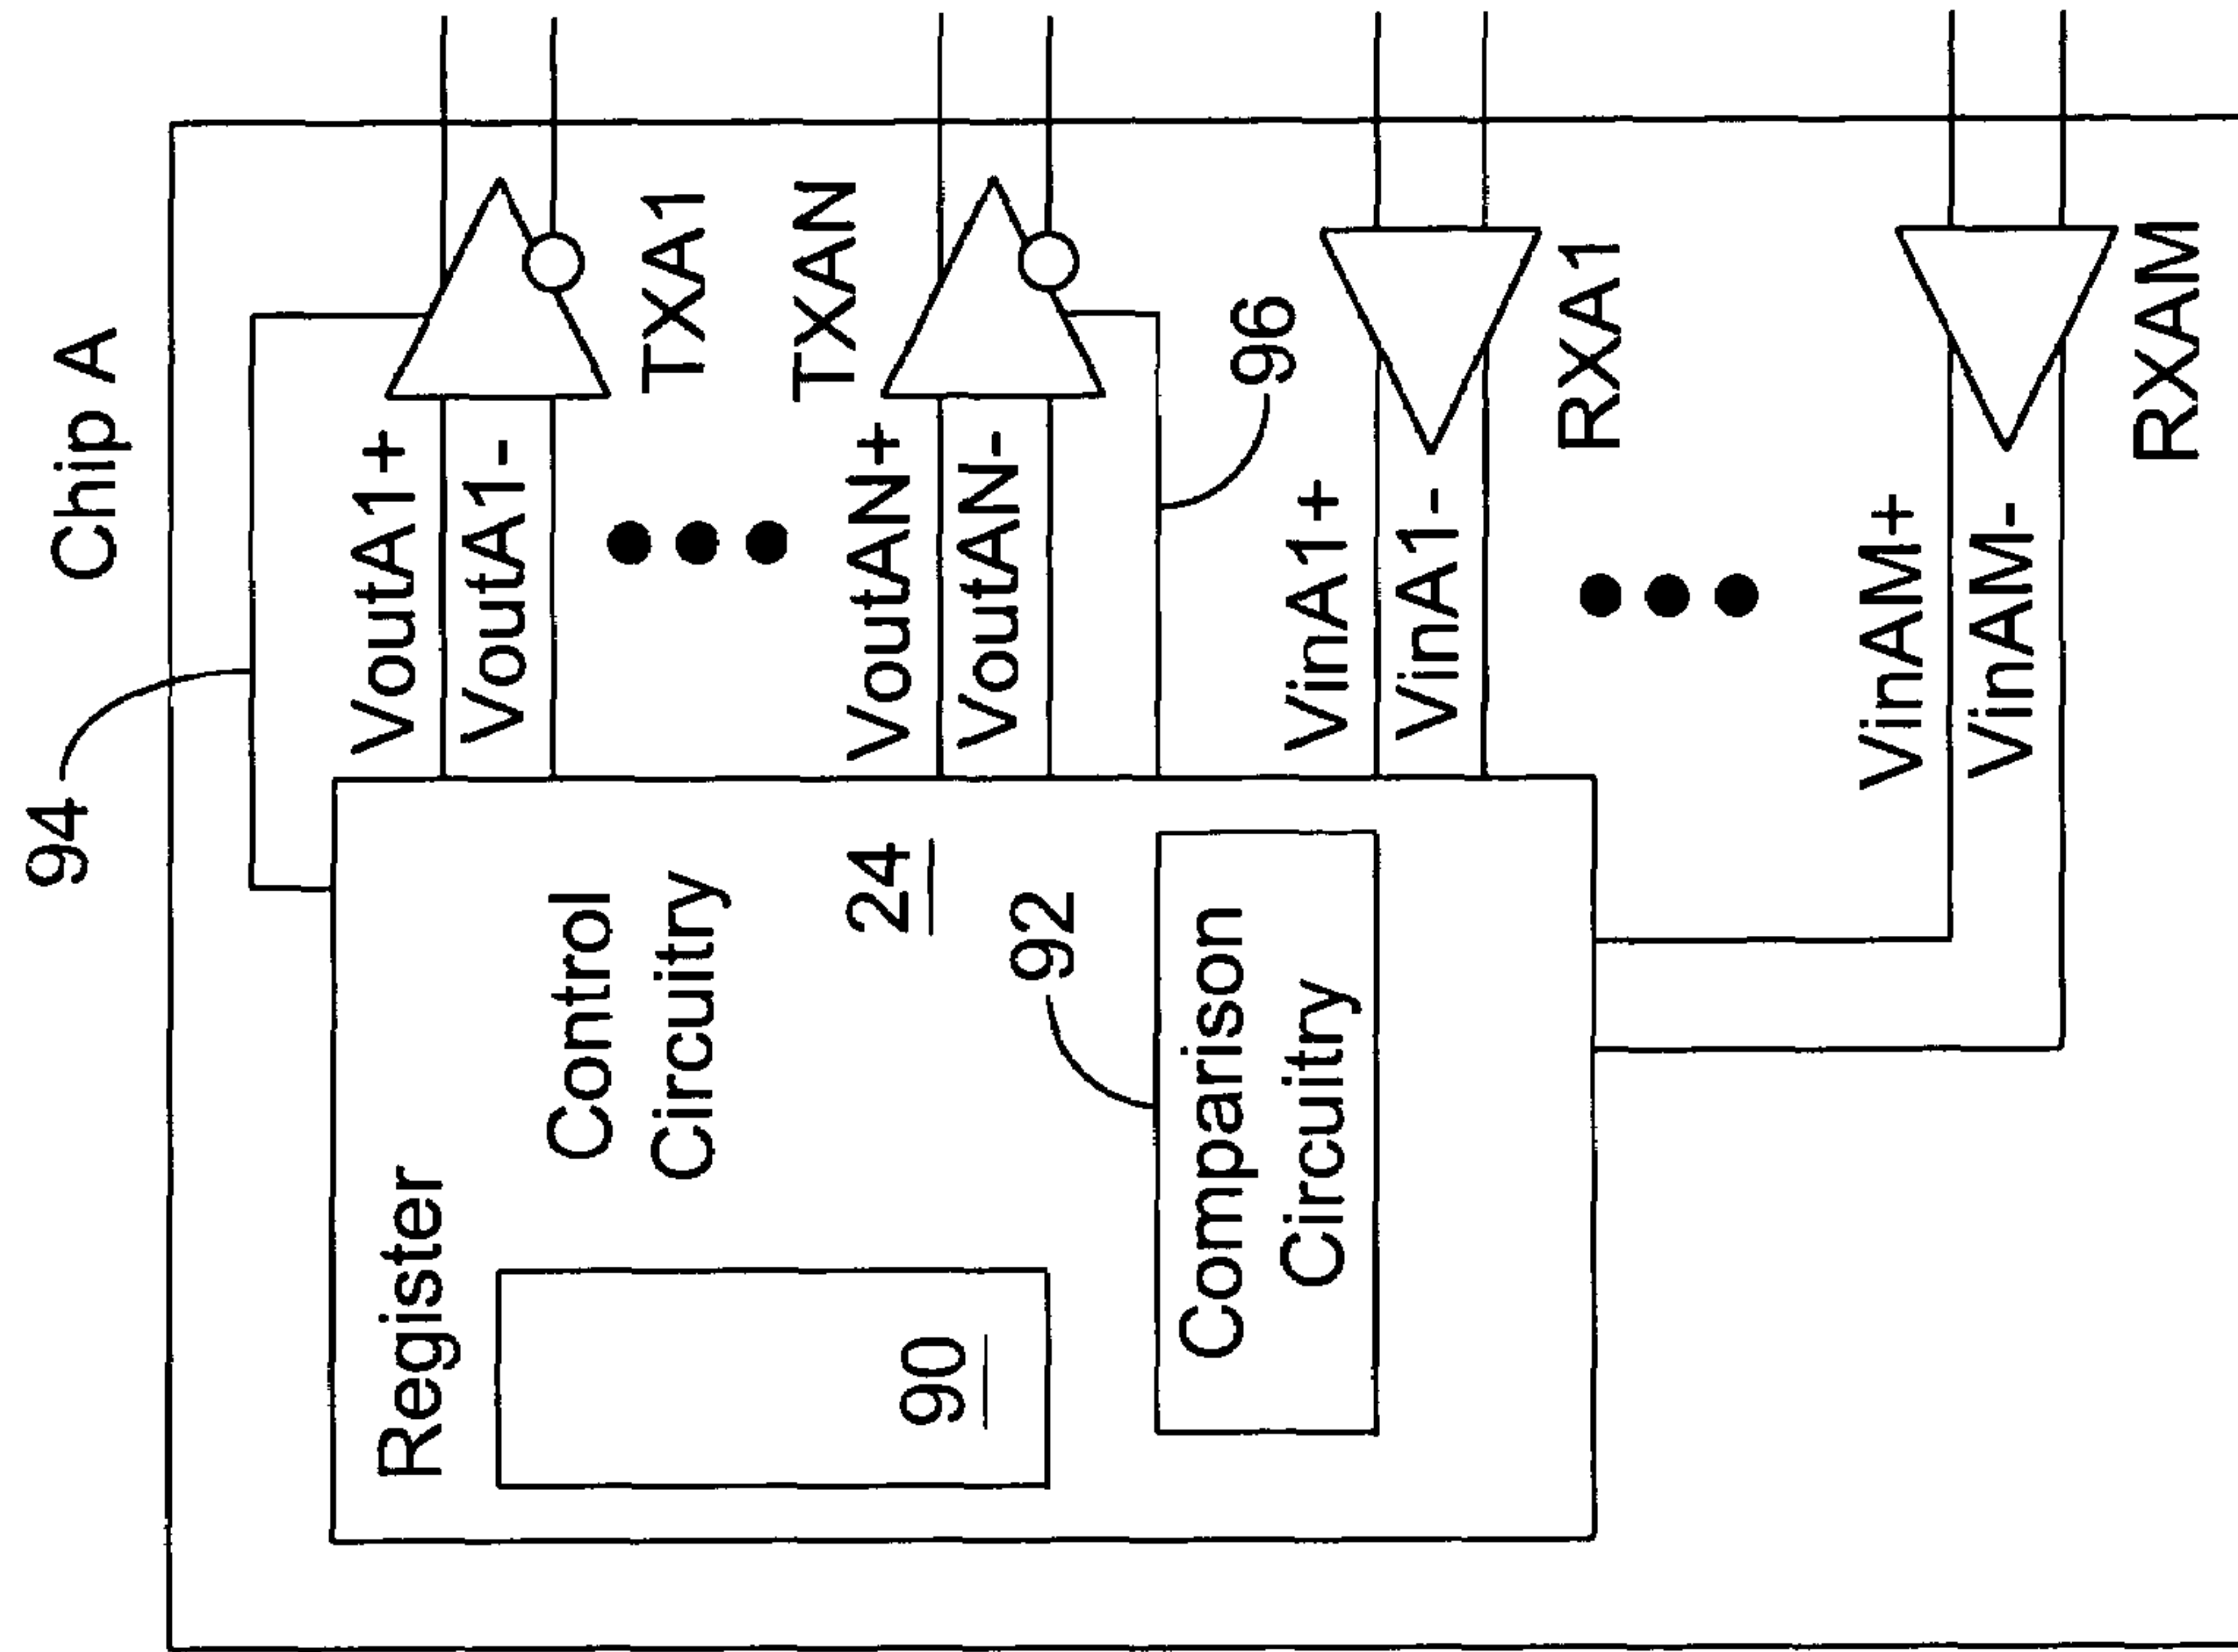 Chip A
94
Register
Control
Circuitry
24
90
92
Comparison
Circuitry
VoutA1+
VoutA1-
TXA1
TXAN
VoutAN+
VoutAN-
96
VinA1+
VinA1-
RXA1
VinAM+
VinAM-
RXAM